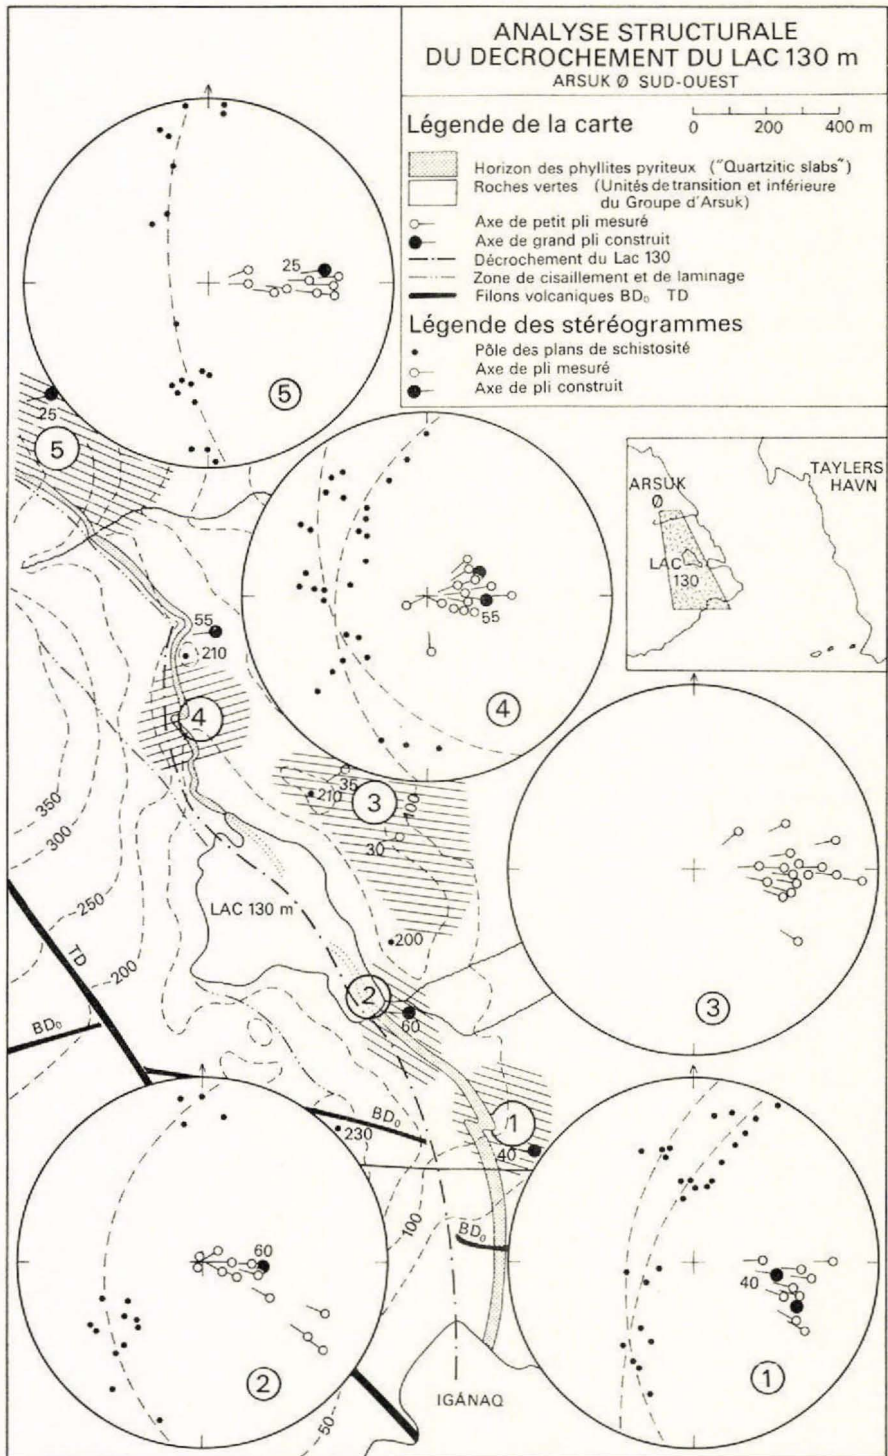 ANALYSE STRUCTURALE
DU DECROCHEMENT DU LAC 130 m
ARSUK Ø SUD-OUEST
Légende de la carte
0 200 400 m
Horizon des phyllites pyriteux ("Quartzitic slabs")
Roches vertes (Unités de transition et inférieure
du Groupe d'Arsuk)
Axe de petit pli mesuré
Axe de grand pli construit
Décrochement du Lac 130
Zone de cisaillement et de laminage
Filons volcaniques BD₀ TD
Légende des stéréogrammes
Pôle des plans de schistosité
Axe de pli mesuré
Axe de pli construit
25
5
25
5
ARSUK
Ø
TAYLERS
HAVN
LAC
130
55
4
55
210
4
35
210
3
100
30
350
300
250
200
LAC 130 m
200
3
TD
BD₀
2
60
BD₀
230
1
40
100
BD₀
60
2
50
IGÁNAQ
40
1